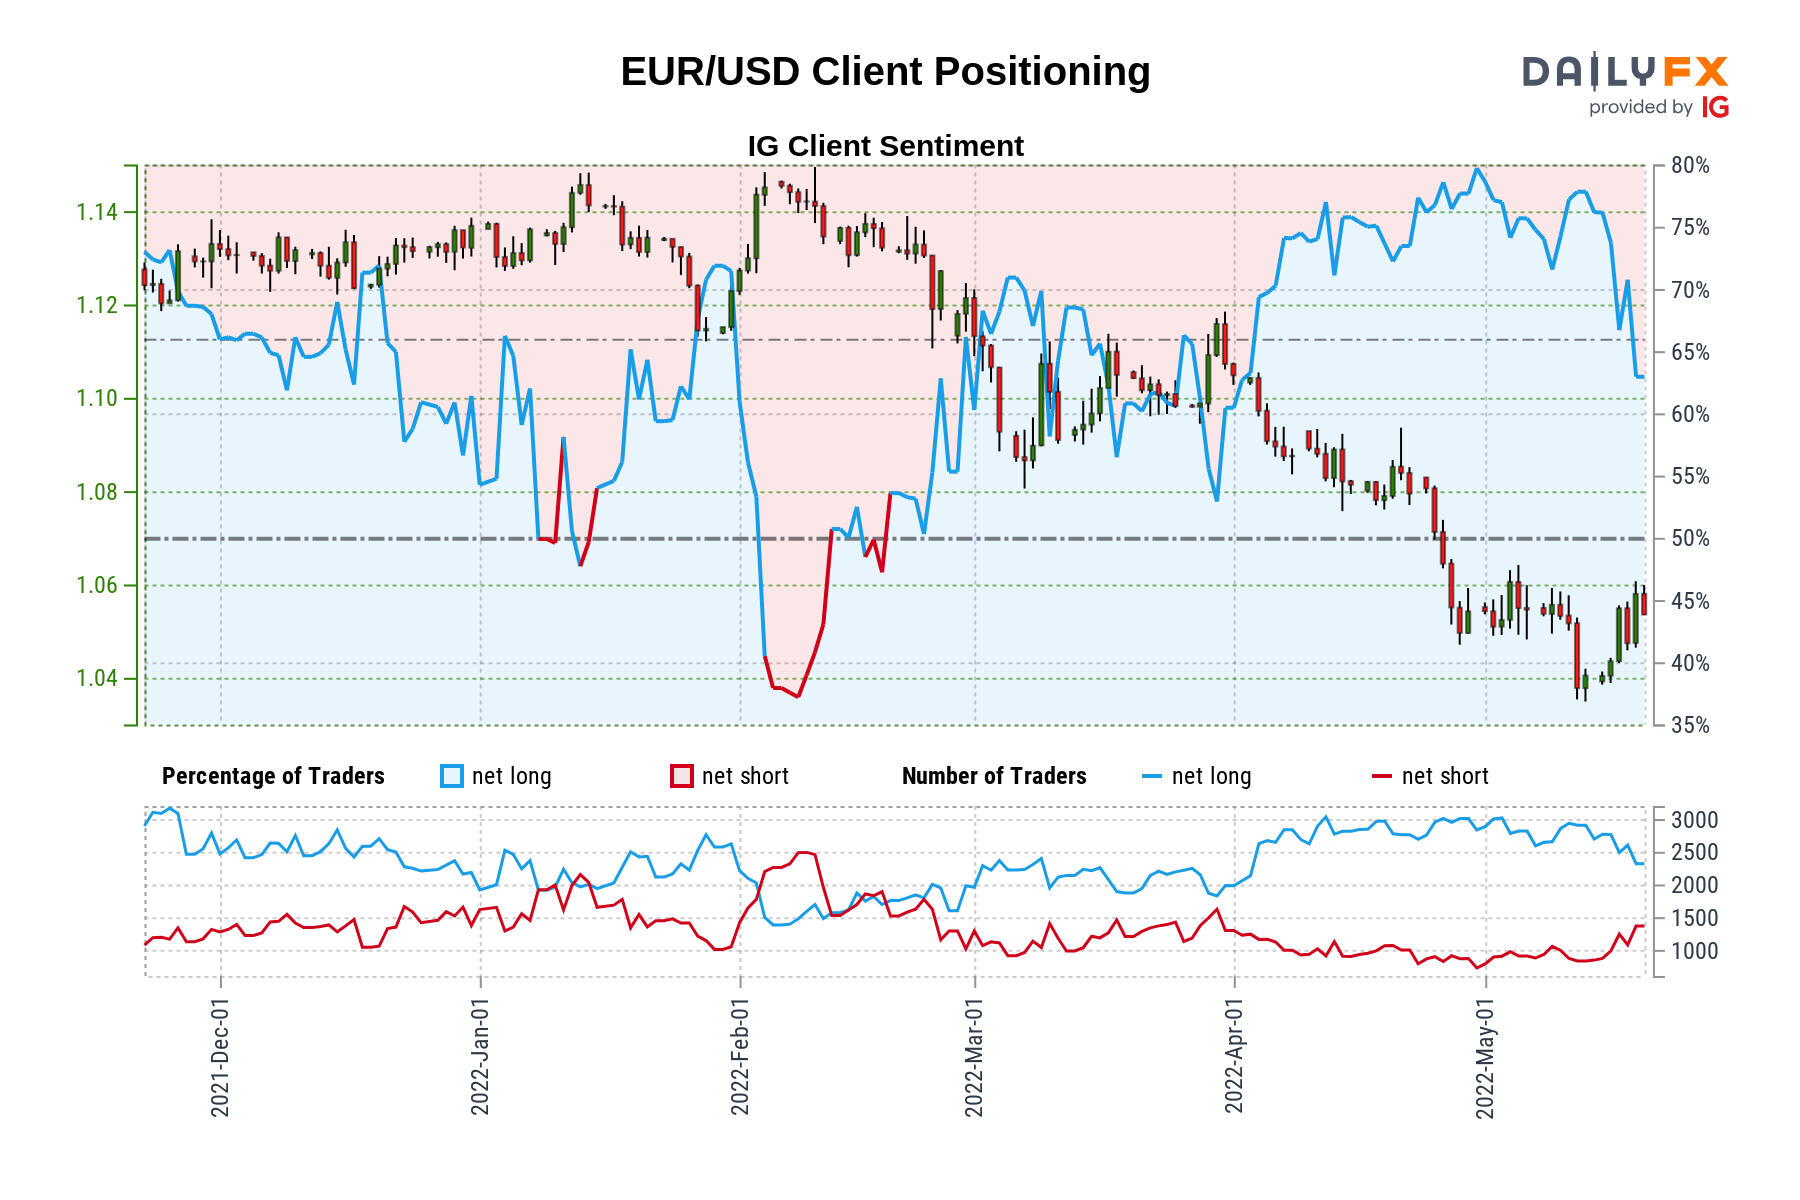 EUR/USD Client Positioning
DAILYFX
provided by IG
IG Client Sentiment
1.14
1.12
1.10
1.08
1.06
1.04
80%
75%
70%
65%
60%
55%
50%
45%
40%
35%
Percentage of Traders net long net short Number of Traders net long net short
3000
2500
2000
1500
1000
2021-Dec-01
2022-Jan-01
2022-Feb-01
2022-Mar-01
2022-Apr-01
2022-May-01